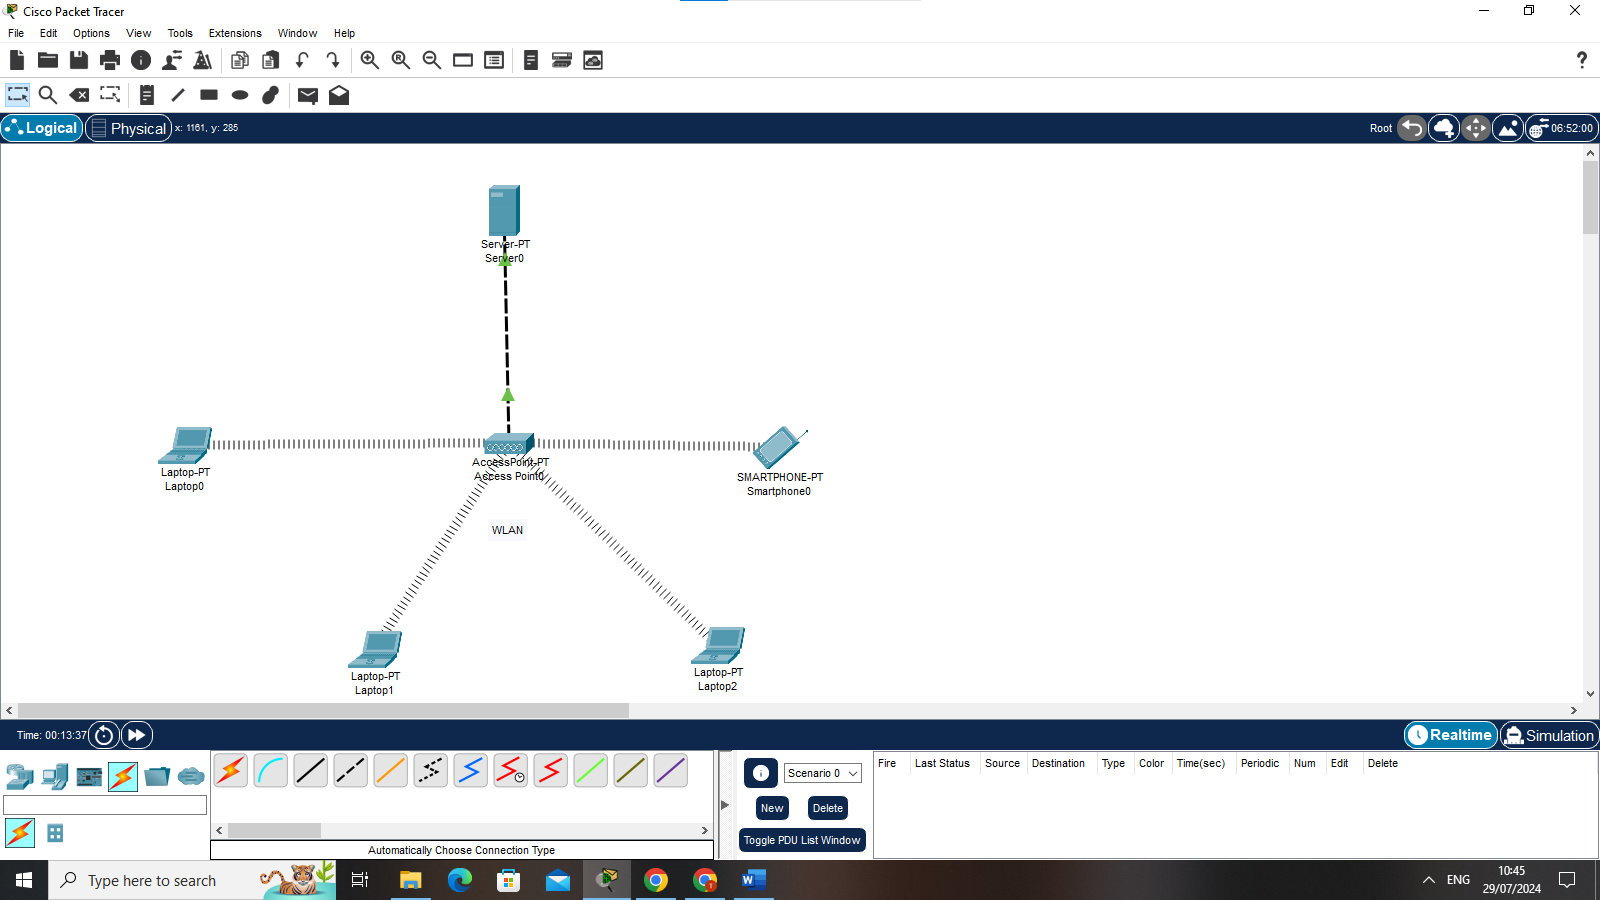 Cisco Packet Tracer
File Edit Options View Tools Extensions Window Help
?
Logical Physical x: 1161, y: 285 Root 06:52:00
Server-PT
Server0
AccessPoint-PT
Access Point0
Laptop-PT
Laptop0
SMARTPHONE-PT
Smartphone0
WLAN
Laptop-PT
Laptop1
Laptop-PT
Laptop2
Time: 00:13:37 Realtime Simulation
Scenario 0
New Delete
Toggle PDU List Window
Fire Last Status Source Destination Type Color Time(sec) Periodic Num Edit Delete
Automatically Choose Connection Type
Type here to search
ENG
10:45
29/07/2024